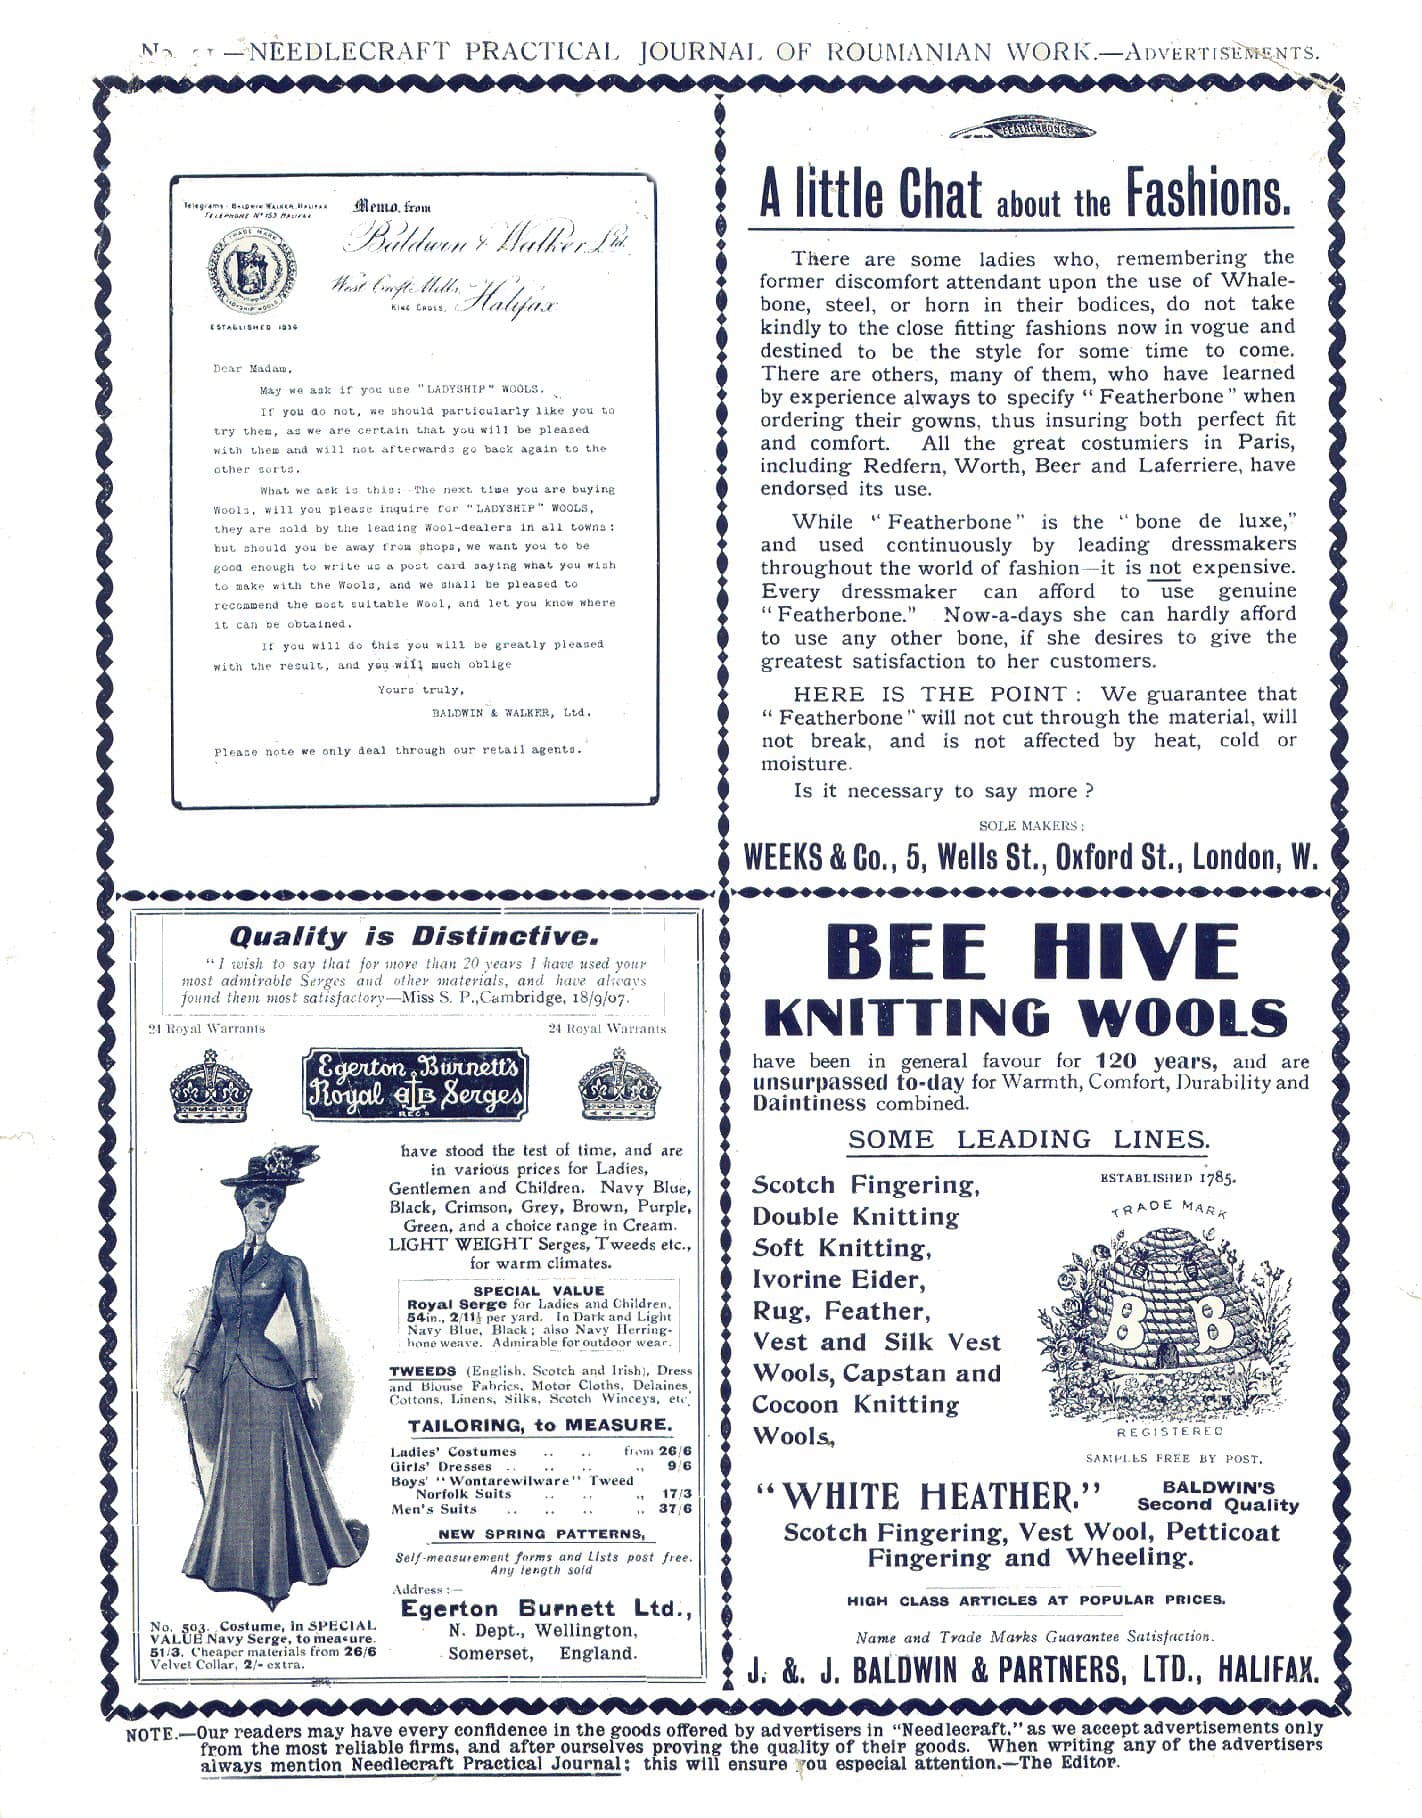 No. —NEEDLECRAFT PRACTICAL JOURNAL OF ROUMANIAN WORK.—ADVERTISEMENTS.
Telegrams - BALDWIN WALKER, HALIFAX
TELEPHONE Nº 153 HALIFAX
TRADE MARK
LADYSHIP WOOLS
ESTABLISHED 1836
Memo. from
Baldwin & Walker Ltd.
West Croft Mills,
KING CROSS, Halifax
Dear Madam,
May we ask if you use "LADYSHIP" WOOLS.
If you do not, we should particularly like you to
try them, as we are certain that you will be pleased
with them and will not afterwards go back again to the
other sorts.
What we ask is this: The next time you are buying
Wools, will you please inquire for "LADYSHIP" WOOLS,
they are sold by the leading Wool-dealers in all towns:
but should you be away from shops, we want you to be
good enough to write us a post card saying what you wish
to make with the Wools, and we shall be pleased to
recommend the most suitable Wool, and let you know where
it can be obtained.
If you will do this you will be greatly pleased
with the result, and you will much oblige
Yours truly,
BALDWIN & WALKER, Ltd.
Please note we only deal through our retail agents.
FEATHERBONE
A little Chat about the Fashions.
There are some ladies who, remembering the
former discomfort attendant upon the use of Whale-
bone, steel, or horn in their bodices, do not take
kindly to the close fitting fashions now in vogue and
destined to be the style for some time to come.
There are others, many of them, who have learned
by experience always to specify "Featherbone" when
ordering their gowns, thus insuring both perfect fit
and comfort. All the great costumiers in Paris,
including Redfern, Worth, Beer and Laferriere, have
endorsed its use.
While "Featherbone" is the "bone de luxe,"
and used continuously by leading dressmakers
throughout the world of fashion—it is not expensive.
Every dressmaker can afford to use genuine
"Featherbone." Now-a-days she can hardly afford
to use any other bone, if she desires to give the
greatest satisfaction to her customers.
HERE IS THE POINT: We guarantee that
"Featherbone" will not cut through the material, will
not break, and is not affected by heat, cold or
moisture.
Is it necessary to say more?
SOLE MAKERS:
WEEKS & Co., 5, Wells St., Oxford St., London, W.
Quality is Distinctive.
"I wish to say that for more than 20 years I have used your
most admirable Serges and other materials, and have always
found them most satisfactory—Miss S. P., Cambridge, 18/9/07.
24 Royal Warrants
24 Royal Warrants
Egerton Burnett's
Royal EB Serges
REGD
have stood the test of time, and are
in various prices for Ladies,
Gentlemen and Children. Navy Blue,
Black, Crimson, Grey, Brown, Purple,
Green, and a choice range in Cream.
LIGHT WEIGHT Serges, Tweeds etc.,
for warm climates.
SPECIAL VALUE
Royal Serge for Ladies and Children,
54in., 2/11½ per yard. In Dark and Light
Navy Blue, Black; also Navy Herring-
bone weave. Admirable for outdoor wear.
TWEEDS (English, Scotch and Irish), Dress
and Blouse Fabrics, Motor Cloths, Delaines,
Cottons, Linens, Silks, Scotch Winceys, etc.
TAILORING, to MEASURE.
Ladies' Costumes .. .. from 26/6
Girls' Dresses .. .. .. ,, 9/6
Boys' "Wontarewilware" Tweed
Norfolk Suits .. .. ,, 17/3
Men's Suits .. .. .. ,, 37/6
NEW SPRING PATTERNS,
Self-measurement forms and Lists post free.
Any length sold
Address:—
Egerton Burnett Ltd.,
N. Dept., Wellington,
Somerset, England.
No. 503. Costume, in SPECIAL
VALUE Navy Serge, to measure.
51/3. Cheaper materials from 26/6
Velvet Collar, 2/- extra.
BEE HIVE
KNITTING WOOLS
have been in general favour for 120 years, and are
unsurpassed to-day for Warmth, Comfort, Durability and
Daintiness combined.
SOME LEADING LINES.
Scotch Fingering,
Double Knitting
Soft Knitting,
Ivorine Eider,
Rug, Feather,
Vest and Silk Vest
Wools, Capstan and
Cocoon Knitting
Wools,
ESTABLISHED 1785.
TRADE MARK
B B
REGISTERED
SAMPLES FREE BY POST.
"WHITE HEATHER." BALDWIN'S
Second Quality
Scotch Fingering, Vest Wool, Petticoat
Fingering and Wheeling.
HIGH CLASS ARTICLES AT POPULAR PRICES.
Name and Trade Marks Guarantee Satisfaction.
J. & J. BALDWIN & PARTNERS, LTD., HALIFAX.
NOTE.—Our readers may have every confidence in the goods offered by advertisers in "Needlecraft," as we accept advertisements only
from the most reliable firms, and after ourselves proving the quality of their goods. When writing any of the advertisers
always mention Needlecraft Practical Journal; this will ensure you especial attention.—The Editor.